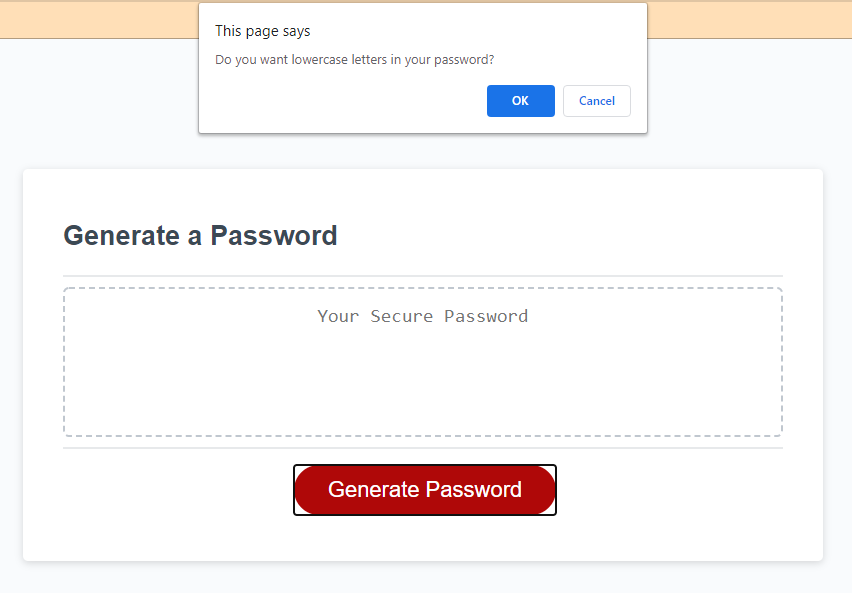 This page says
Do you want lowercase letters in your password?
OK
Cancel
Generate a Password
Your Secure Password
Generate Password